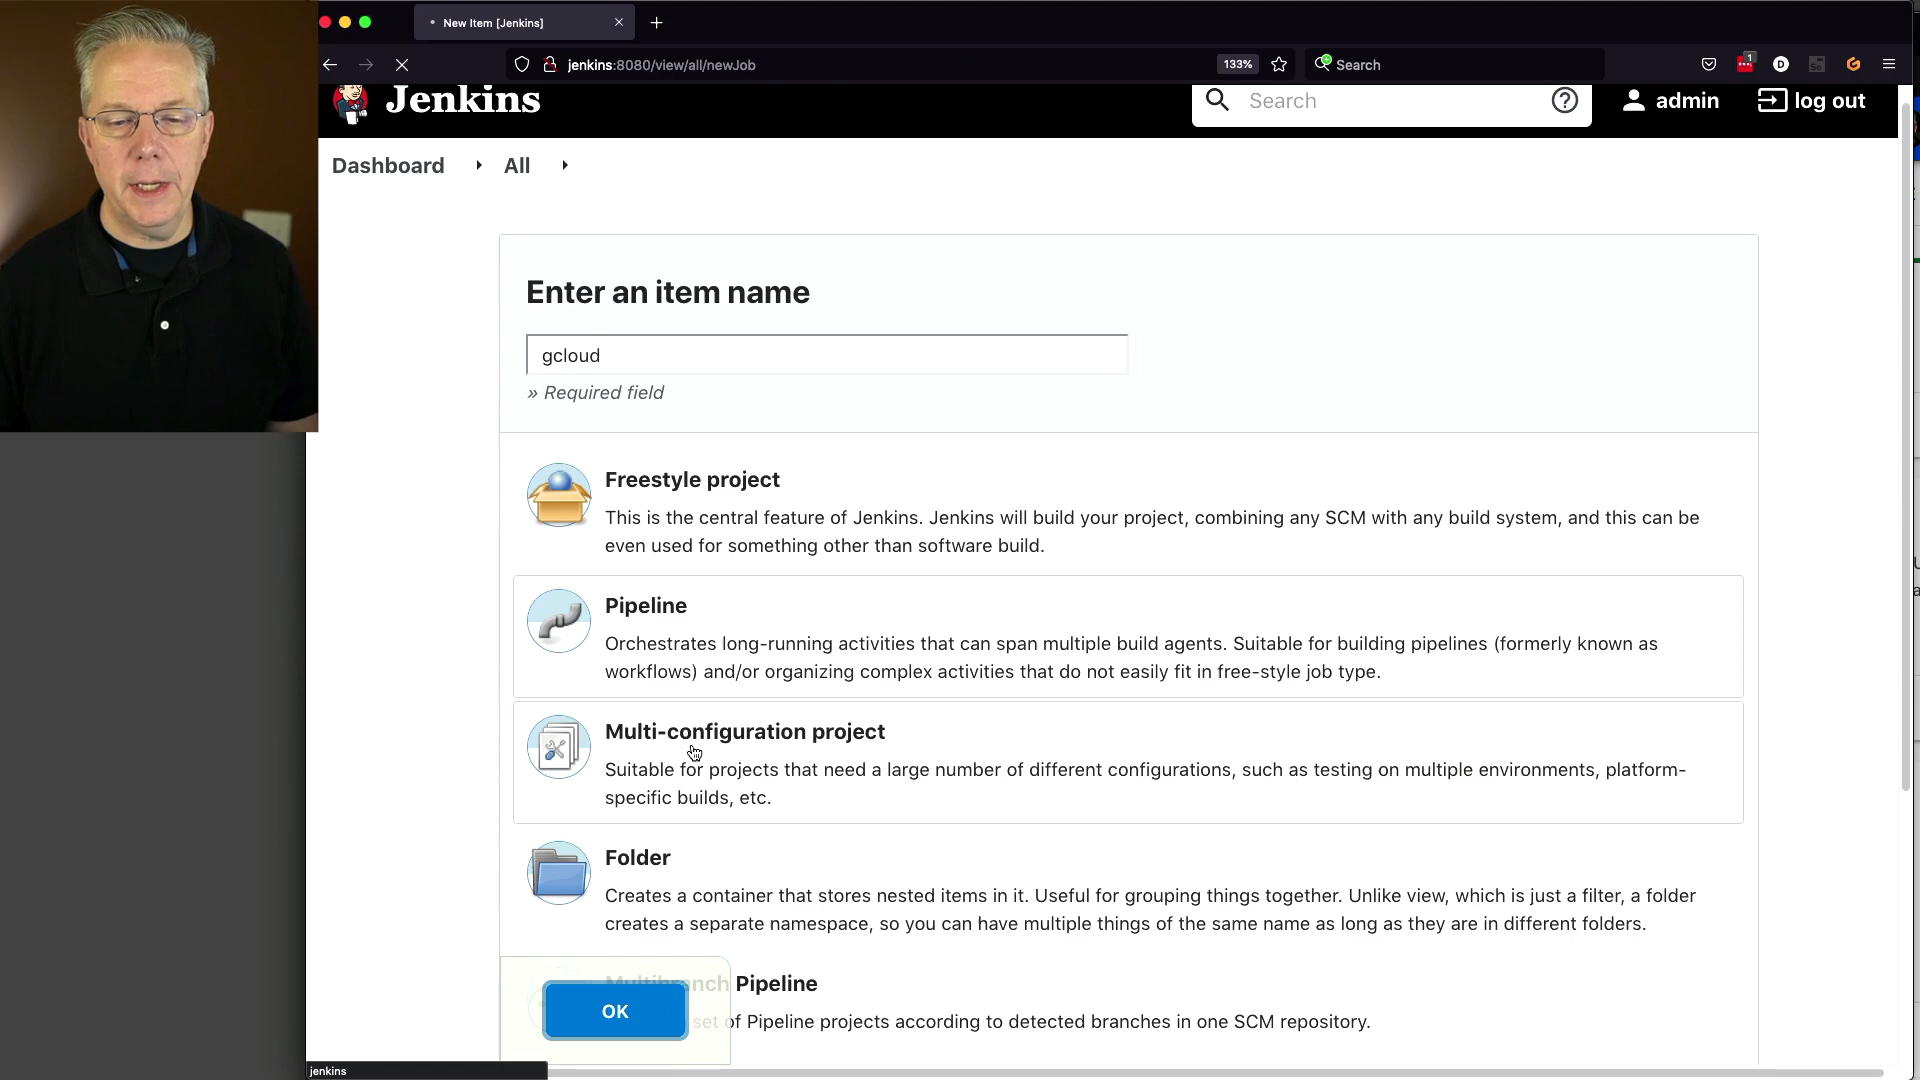 New Item [Jenkins]
jenkins:8080/view/all/newJob
133%
Search
1
D
Jenkins
Search
admin
log out
Dashboard
All
Enter an item name
gcloud
» Required field
Freestyle project
This is the central feature of Jenkins. Jenkins will build your project, combining any SCM with any build system, and this can be
even used for something other than software build.
Pipeline
Orchestrates long-running activities that can span multiple build agents. Suitable for building pipelines (formerly known as
workflows) and/or organizing complex activities that do not easily fit in free-style job type.
Multi-configuration project
Suitable for projects that need a large number of different configurations, such as testing on multiple environments, platform-
specific builds, etc.
Folder
Creates a container that stores nested items in it. Useful for grouping things together. Unlike view, which is just a filter, a folder
creates a separate namespace, so you can have multiple things of the same name as long as they are in different folders.
Multibranch Pipeline
set of Pipeline projects according to detected branches in one SCM repository.
OK
jenkins